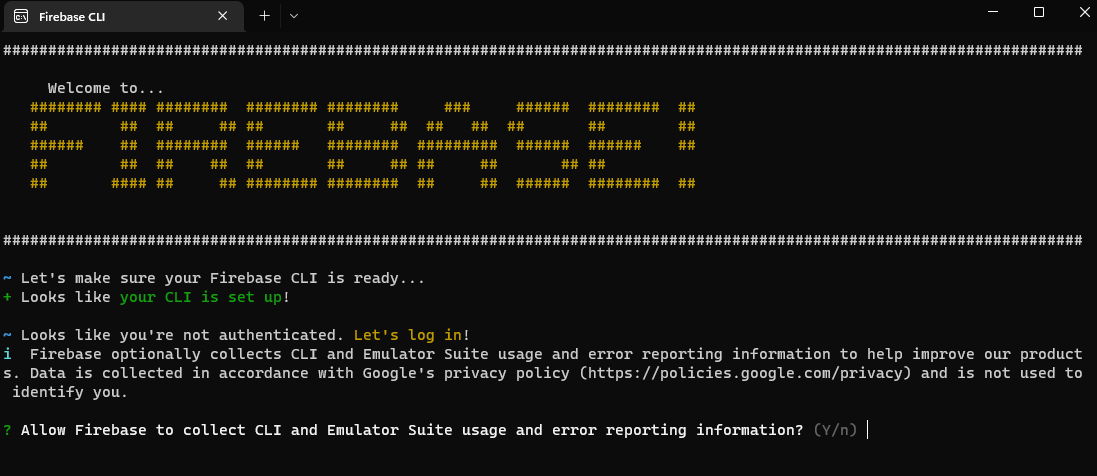 Firebase CLI
########################################################################################################################
Welcome to...
######## #### ########  ######## ########     ###     ######  ########  ##
##        ##  ##     ## ##       ##     ##  ##   ##  ##       ##        ##
######    ##  ########  ######   ########  #########  ######  ######    ##
##        ##  ##    ##  ##       ##     ## ##     ##       ## ##
##       #### ##     ## ######## ########  ##     ##  ######  ########  ##
########################################################################################################################
~ Let's make sure your Firebase CLI is ready...
+ Looks like your CLI is set up!
~ Looks like you're not authenticated. Let's log in!
i  Firebase optionally collects CLI and Emulator Suite usage and error reporting information to help improve our product
s. Data is collected in accordance with Google's privacy policy (https://policies.google.com/privacy) and is not used to
identify you.
? Allow Firebase to collect CLI and Emulator Suite usage and error reporting information? (Y/n)